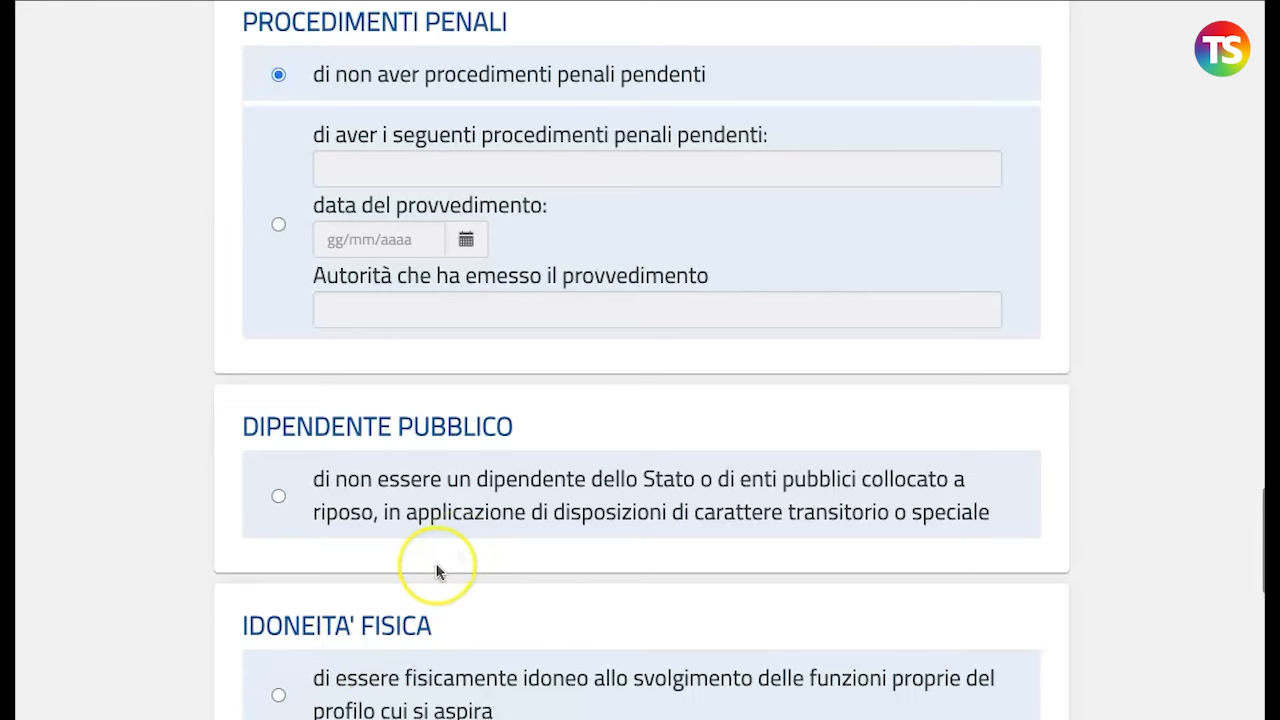 PROCEDIMENTI PENALI
TS
di non aver procedimenti penali pendenti
di aver i seguenti procedimenti penali pendenti:
data del provvedimento:
gg/mm/aaaa
Autorità che ha emesso il provvedimento
DIPENDENTE PUBBLICO
di non essere un dipendente dello Stato o di enti pubblici collocato a
riposo, in applicazione di disposizioni di carattere transitorio o speciale
IDONEITA' FISICA
di essere fisicamente idoneo allo svolgimento delle funzioni proprie del
profilo cui si aspira